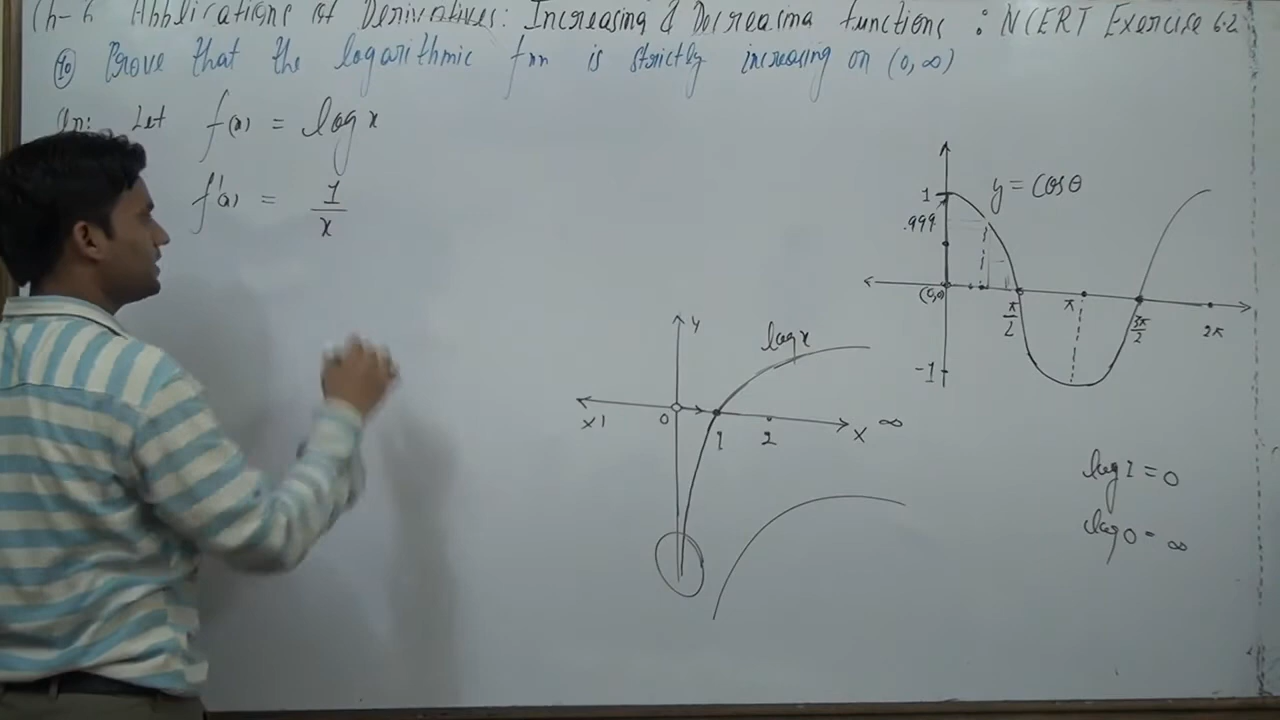 Ch-6 Applications of Derivatives: Increasing & Decreasing functions : NCERT Exercise 6.2
10 Prove that the logarithmic fnn is strictly increasing on (0, ∞)
Let f(x) = log x
f'(x) = 1/x
y = cosθ
1
.999
(0,0)
π/2
π
3π/2
2π
-1
y
log x
x1
0
1
2
x
∞
log 1 = 0
log 0 = ∞